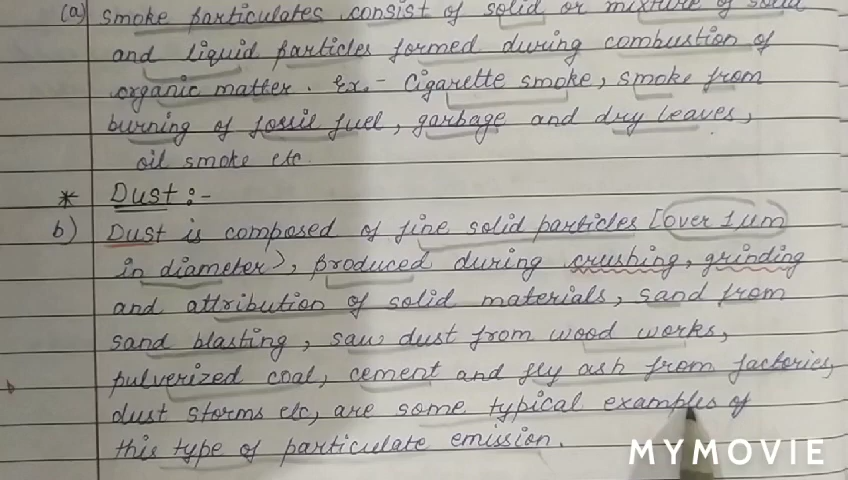 (a) smoke particulates consist of solid or mixture of solid
and liquid particles formed during combustion of
organic matter. Ex.- Cigarette smoke, smoke from
burning of fossil fuel, garbage and dry leaves,
oil smoke etc.
* Dust :-
b) Dust is composed of fine solid particles [over 1 µm
in diameter), produced during crushing, grinding
and attribution of solid materials, sand from
sand blasting, saw dust from wood works,
pulverized coal, cement and fly ash from factories,
dust storms etc, are some typical examples of
this type of particulate emission.
MYMOVIE